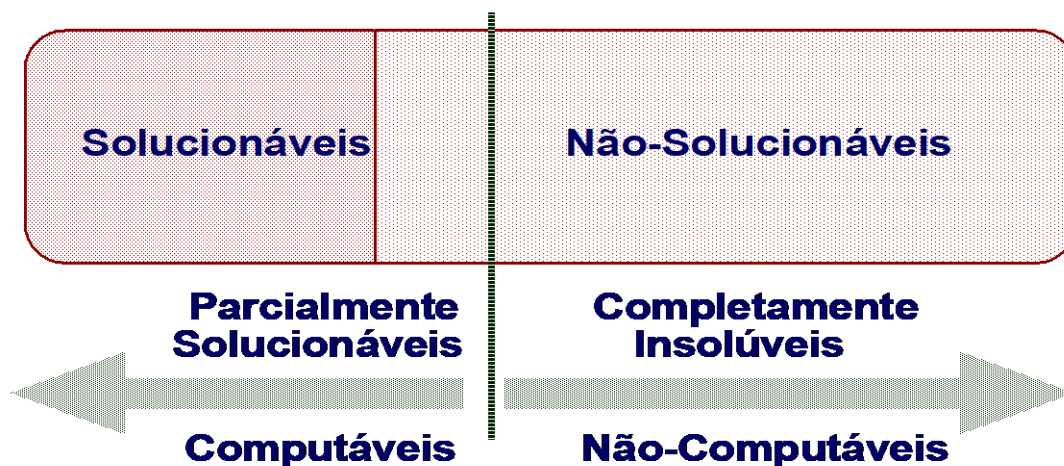 Solucionáveis
Não-Solucionáveis
Parcialmente
Solucionáveis
Completamente
Insolúveis
Computáveis
Não-Computáveis